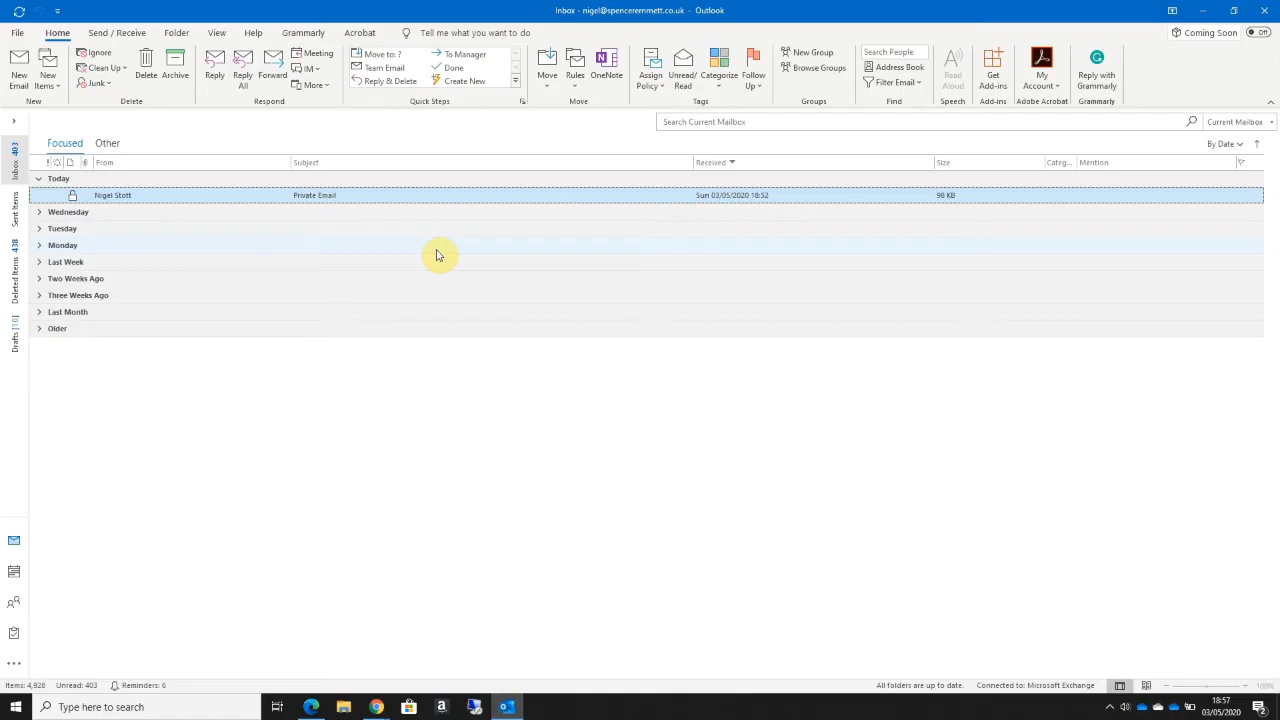 Inbox - nigel@spenceremmett.co.uk - Outlook
File Home Send / Receive Folder View Help Grammarly Acrobat Tell me what you want to do Coming Soon Off
New Email
New Items
New
Ignore
Clean Up
Junk
Delete
Archive
Delete
Reply
Reply All
Forward
Meeting
IM
More
Respond
Move to: ?
Team Email
Reply & Delete
To Manager
Done
Create New
Quick Steps
Move
Rules
OneNote
Move
Assign Policy
Unread/ Read
Categorize
Follow Up
Tags
New Group
Browse Groups
Groups
Search People
Address Book
Filter Email
Find
Read Aloud
Speech
Get Add-ins
Add-ins
My Account
Adobe Acrobat
Reply with Grammarly
Grammarly
Search Current Mailbox Current Mailbox
Focused Other By Date
From Subject Received Size Categ... Mention
Today
Nigel Stott Private Email Sun 03/05/2020 18:52 98 KB
Wednesday
Tuesday
Monday
Last Week
Two Weeks Ago
Three Weeks Ago
Last Month
Older
Inbox 403
Sent Items
Deleted Items 438
Drafts [10]
Items: 4,928 Unread: 403 Reminders: 6 All folders are up to date. Connected to: Microsoft Exchange 100%
Type here to search
18:57
03/05/2020
2